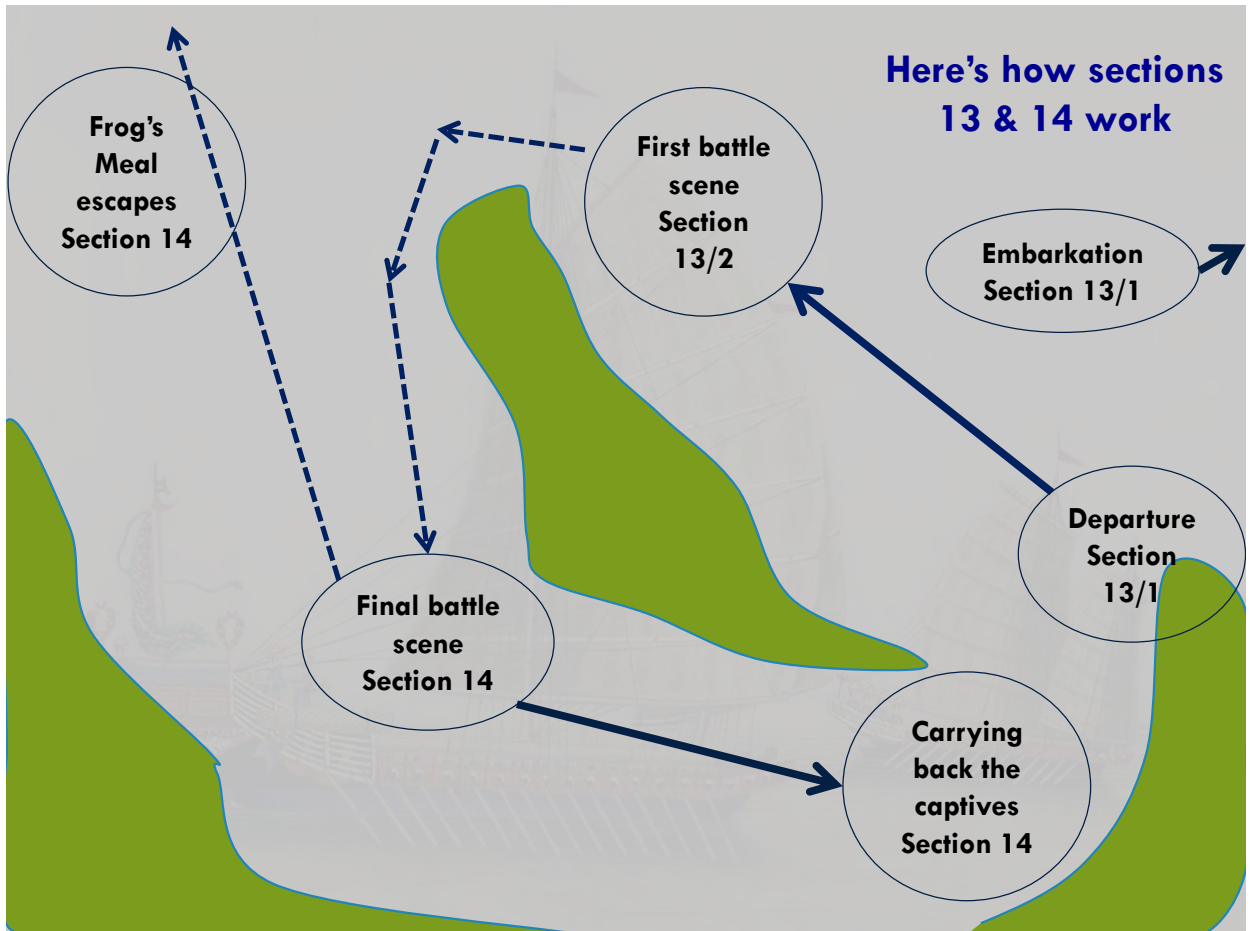 Here's how sections
13 & 14 work
Frog's
Meal
escapes
Section 14
First battle
scene
Section
13/2
Embarkation
Section 13/1
Departure
Section
13/1
Final battle
scene
Section 14
Carrying
back the
captives
Section 14